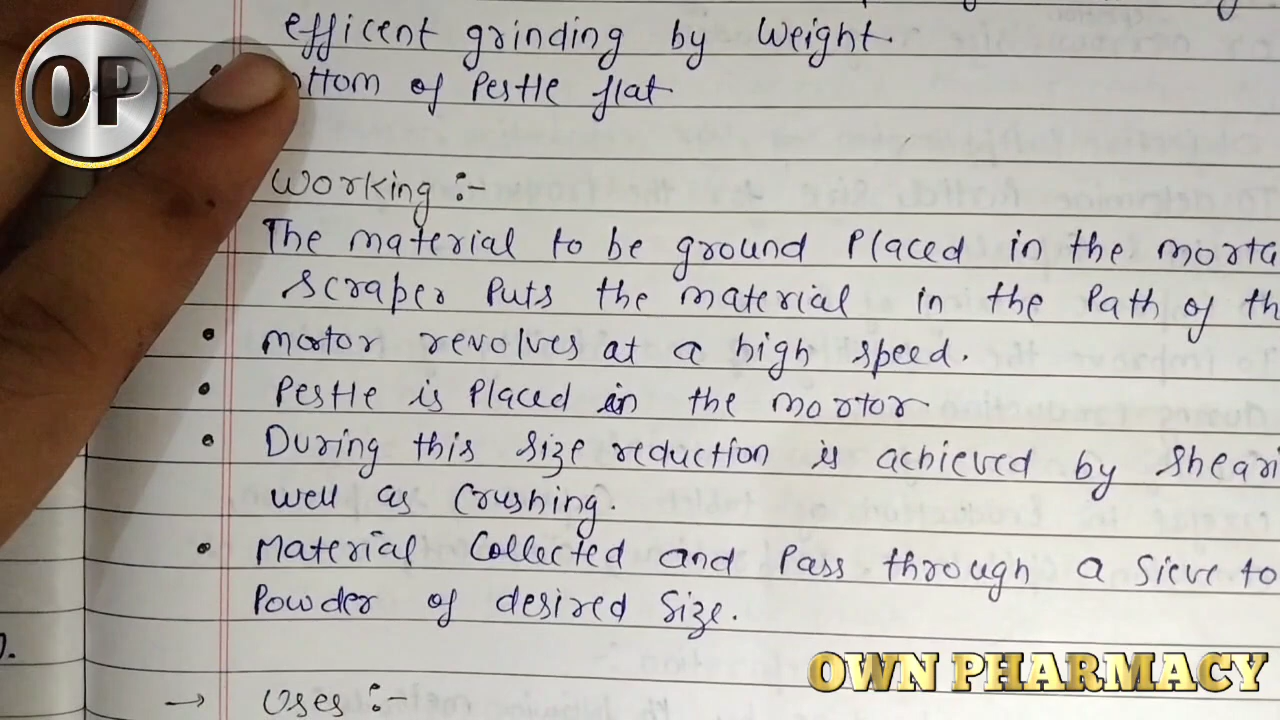 efficent grinding by Weight.
OP
ottom of Pestle flat
Working :-
The material to be ground Placed in the morta
Scraper Puts the material in the Path of th
motor revolves at a high speed.
Pestle is Placed in the mortor
During this Size reduction is achieved by Sheari
well as Crushing.
Material Collected and Pass through a Sieve to
Powder of desired Size.
OWN PHARMACY
→ Uses :-